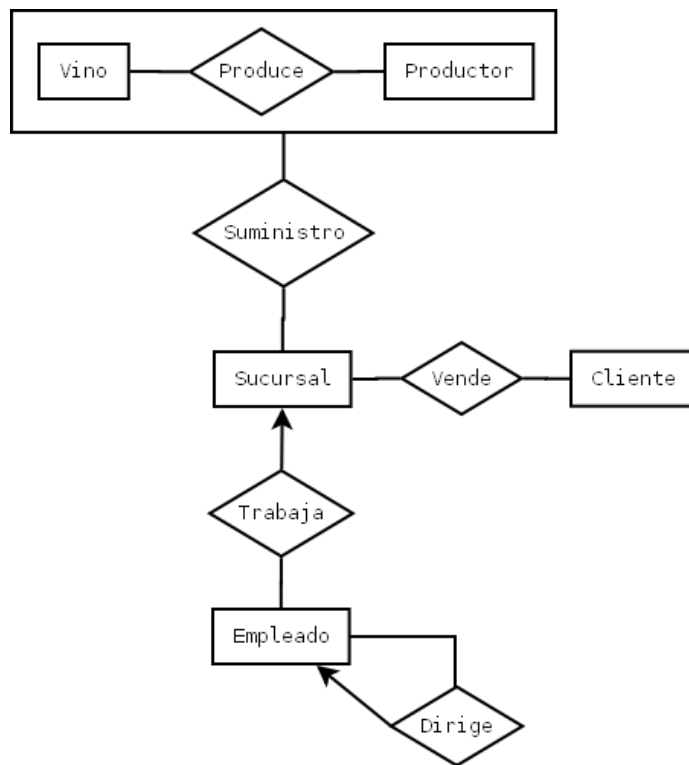 Vino
Produce
Productor
Suministro
Sucursal
Vende
Cliente
Trabaja
Empleado
Dirige